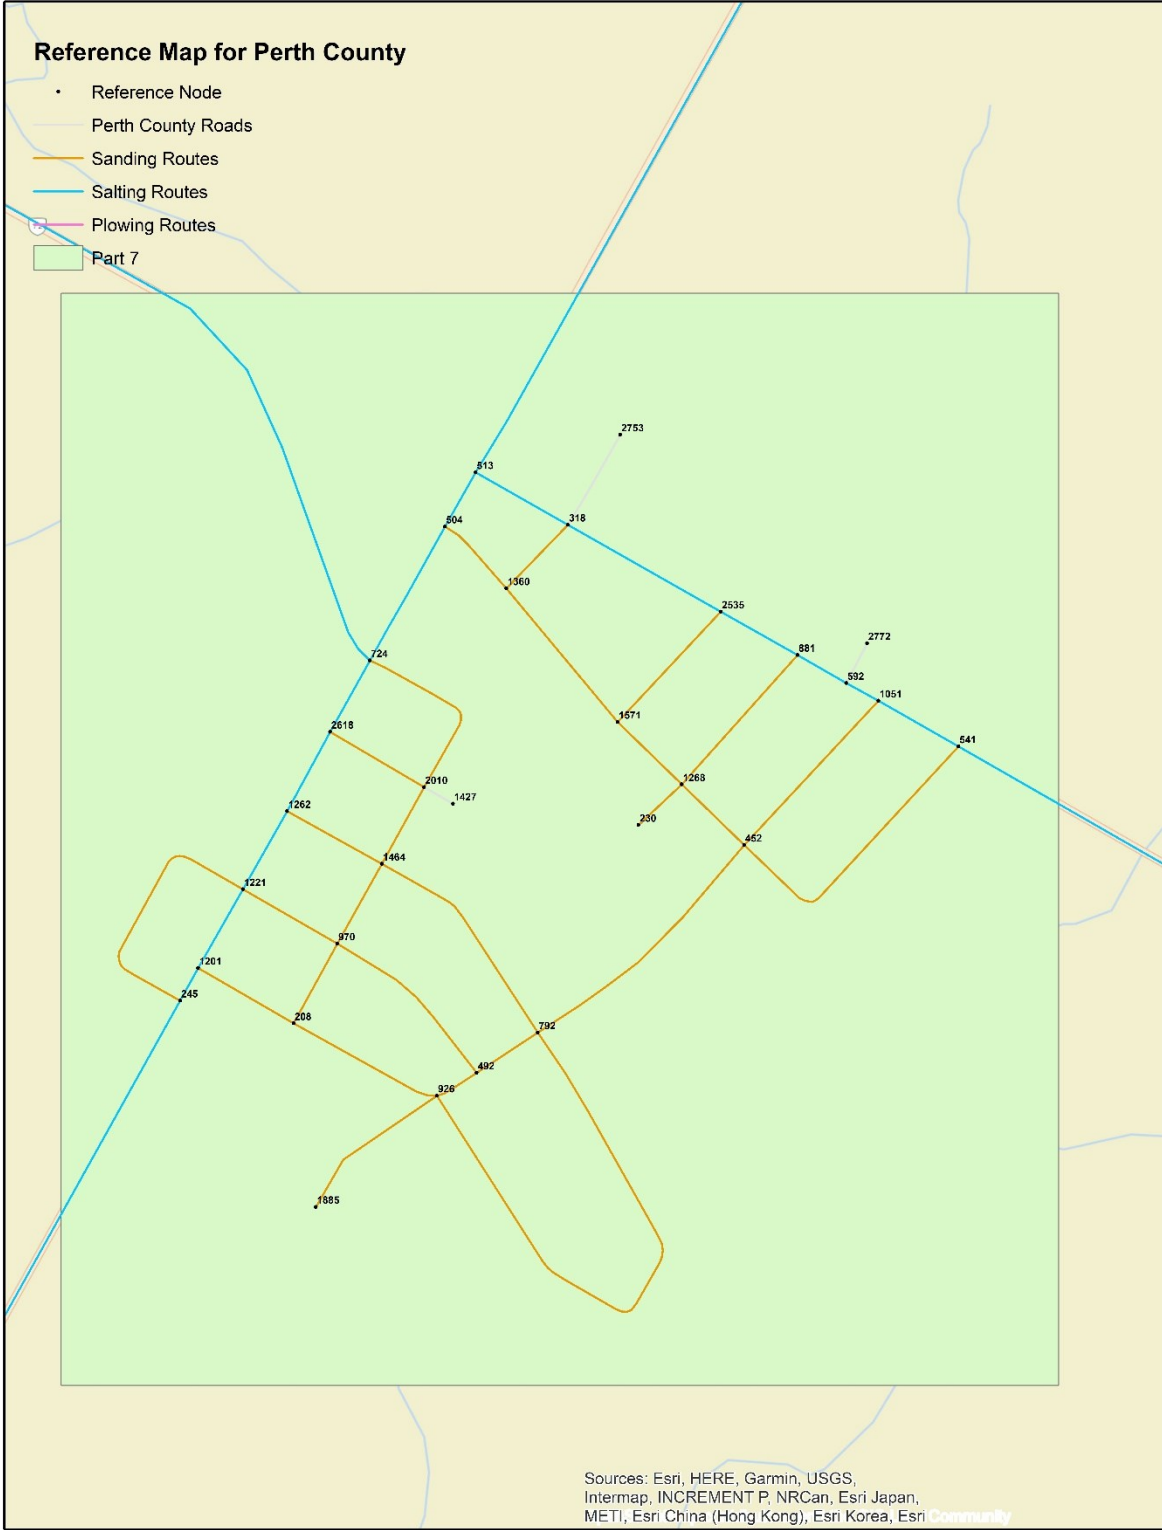 Reference Map for Perth County
Reference Node
Perth County Roads
Sanding Routes
Salting Routes
Plowing Routes
Part 7
2753
513
318
504
1360
2535
2772
881
592
1051
724
1571
2618
541
2010
1268
1427
1262
230
452
1464
1221
970
1201
245
208
792
492
926
1885
Sources: Esri, HERE, Garmin, USGS,
Intermap, INCREMENT P, NRCan, Esri Japan,
METI, Esri China (Hong Kong), Esri Korea, Esri
Community